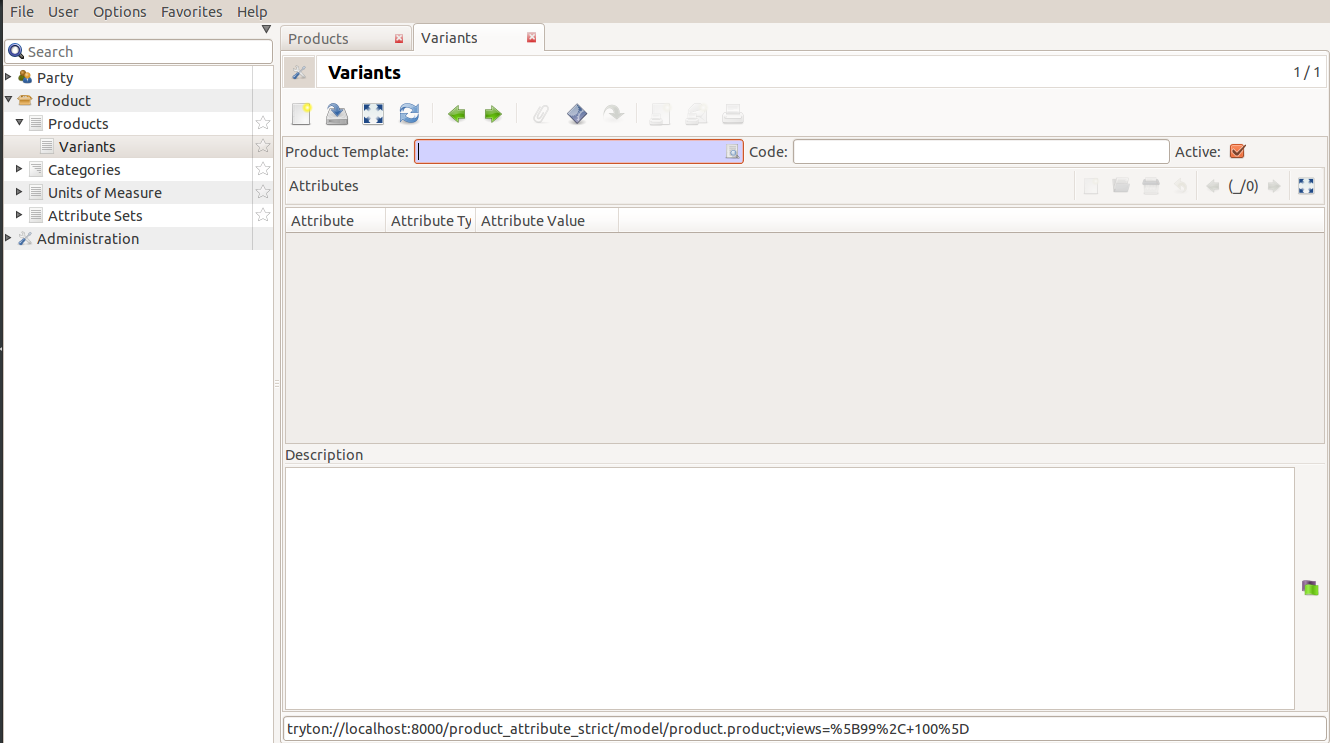 File User Options Favorites Help
Search
Party
Product
Products
Variants
Categories
Units of Measure
Attribute Sets
Administration
Products Variants
Variants 1 / 1
Product Template: Code: Active:
Attributes (_/0)
Attribute Attribute Ty Attribute Value
Description
tryton://localhost:8000/product_attribute_strict/model/product.product;views=%5B99%2C+100%5D